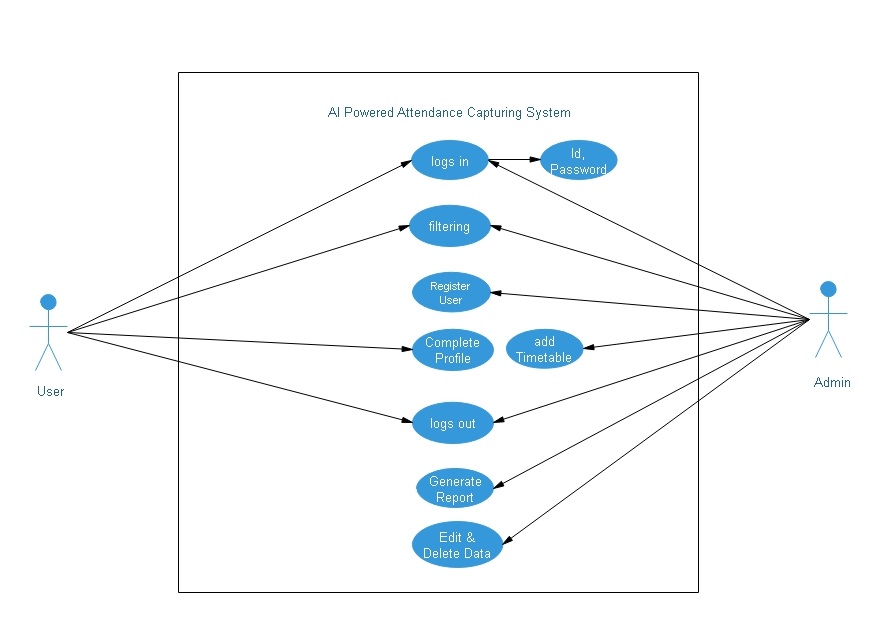 AI Powered Attendance Capturing System
logs in
Id,
Password
filtering
Register
User
Complete
Profile
add
Timetable
User
Admin
logs out
Generate
Report
Edit &
Delete Data